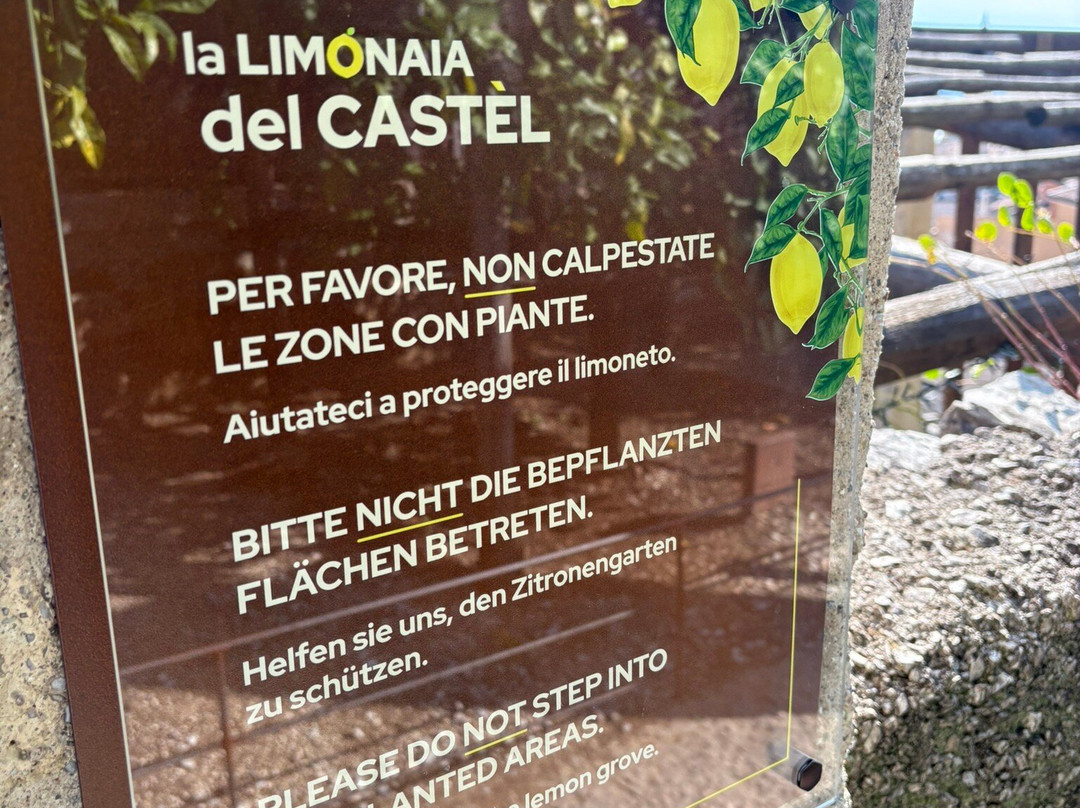 la LIMONAIA
del CASTÈL
PER FAVORE, NON CALPESTATE
LE ZONE CON PIANTE.
Aiutateci a proteggere il limoneto.
BITTE NICHT DIE BEPFLANZTEN
FLÄCHEN BETRETEN.
Helfen sie uns, den Zitronengarten
zu schützen.
PLEASE DO NOT STEP INTO
PLANTED AREAS.
lemon grove.